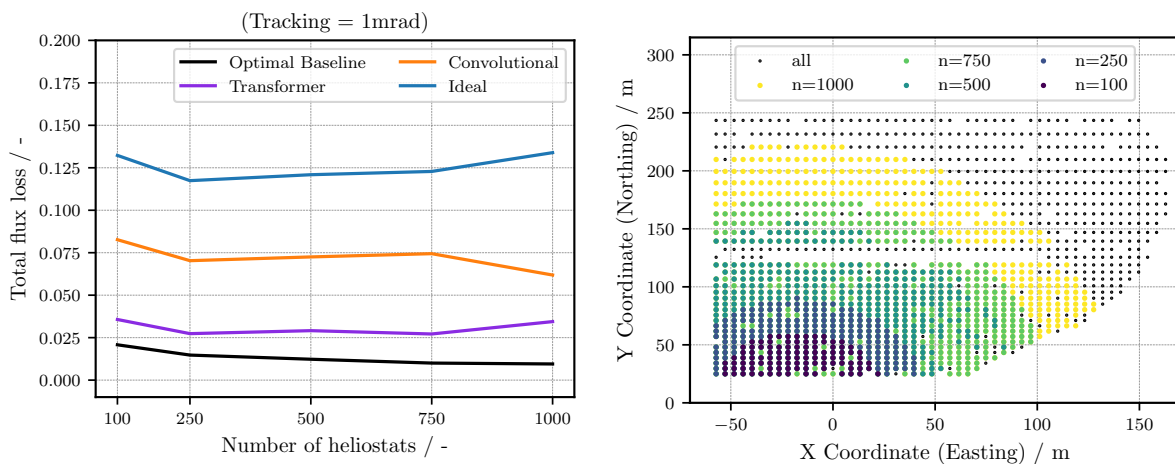 (Tracking = 1mrad)
Total flux loss / -
0.200
0.175
0.150
0.125
0.100
0.075
0.050
0.025
0.000
Optimal Baseline
Transformer
Convolutional
Ideal
100 250 500 750 1000
Number of heliostats / -
Y Coordinate (Northing) / m
300
250
200
150
100
50
0
all
n=1000
n=750
n=500
n=250
n=100
−50 0 50 100 150
X Coordinate (Easting) / m